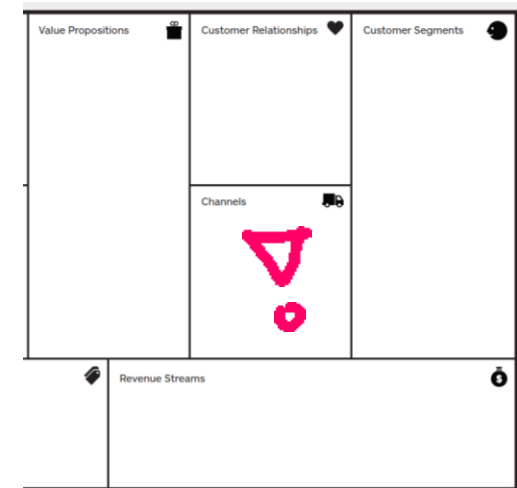 Value Propositions
Customer Relationships
Customer Segments
Channels
!
Revenue Streams
$